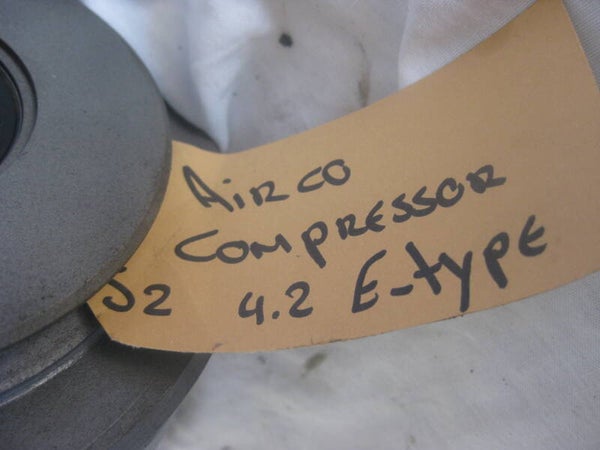 AiRCO
COMPRESSOR
S2 4.2 E-type